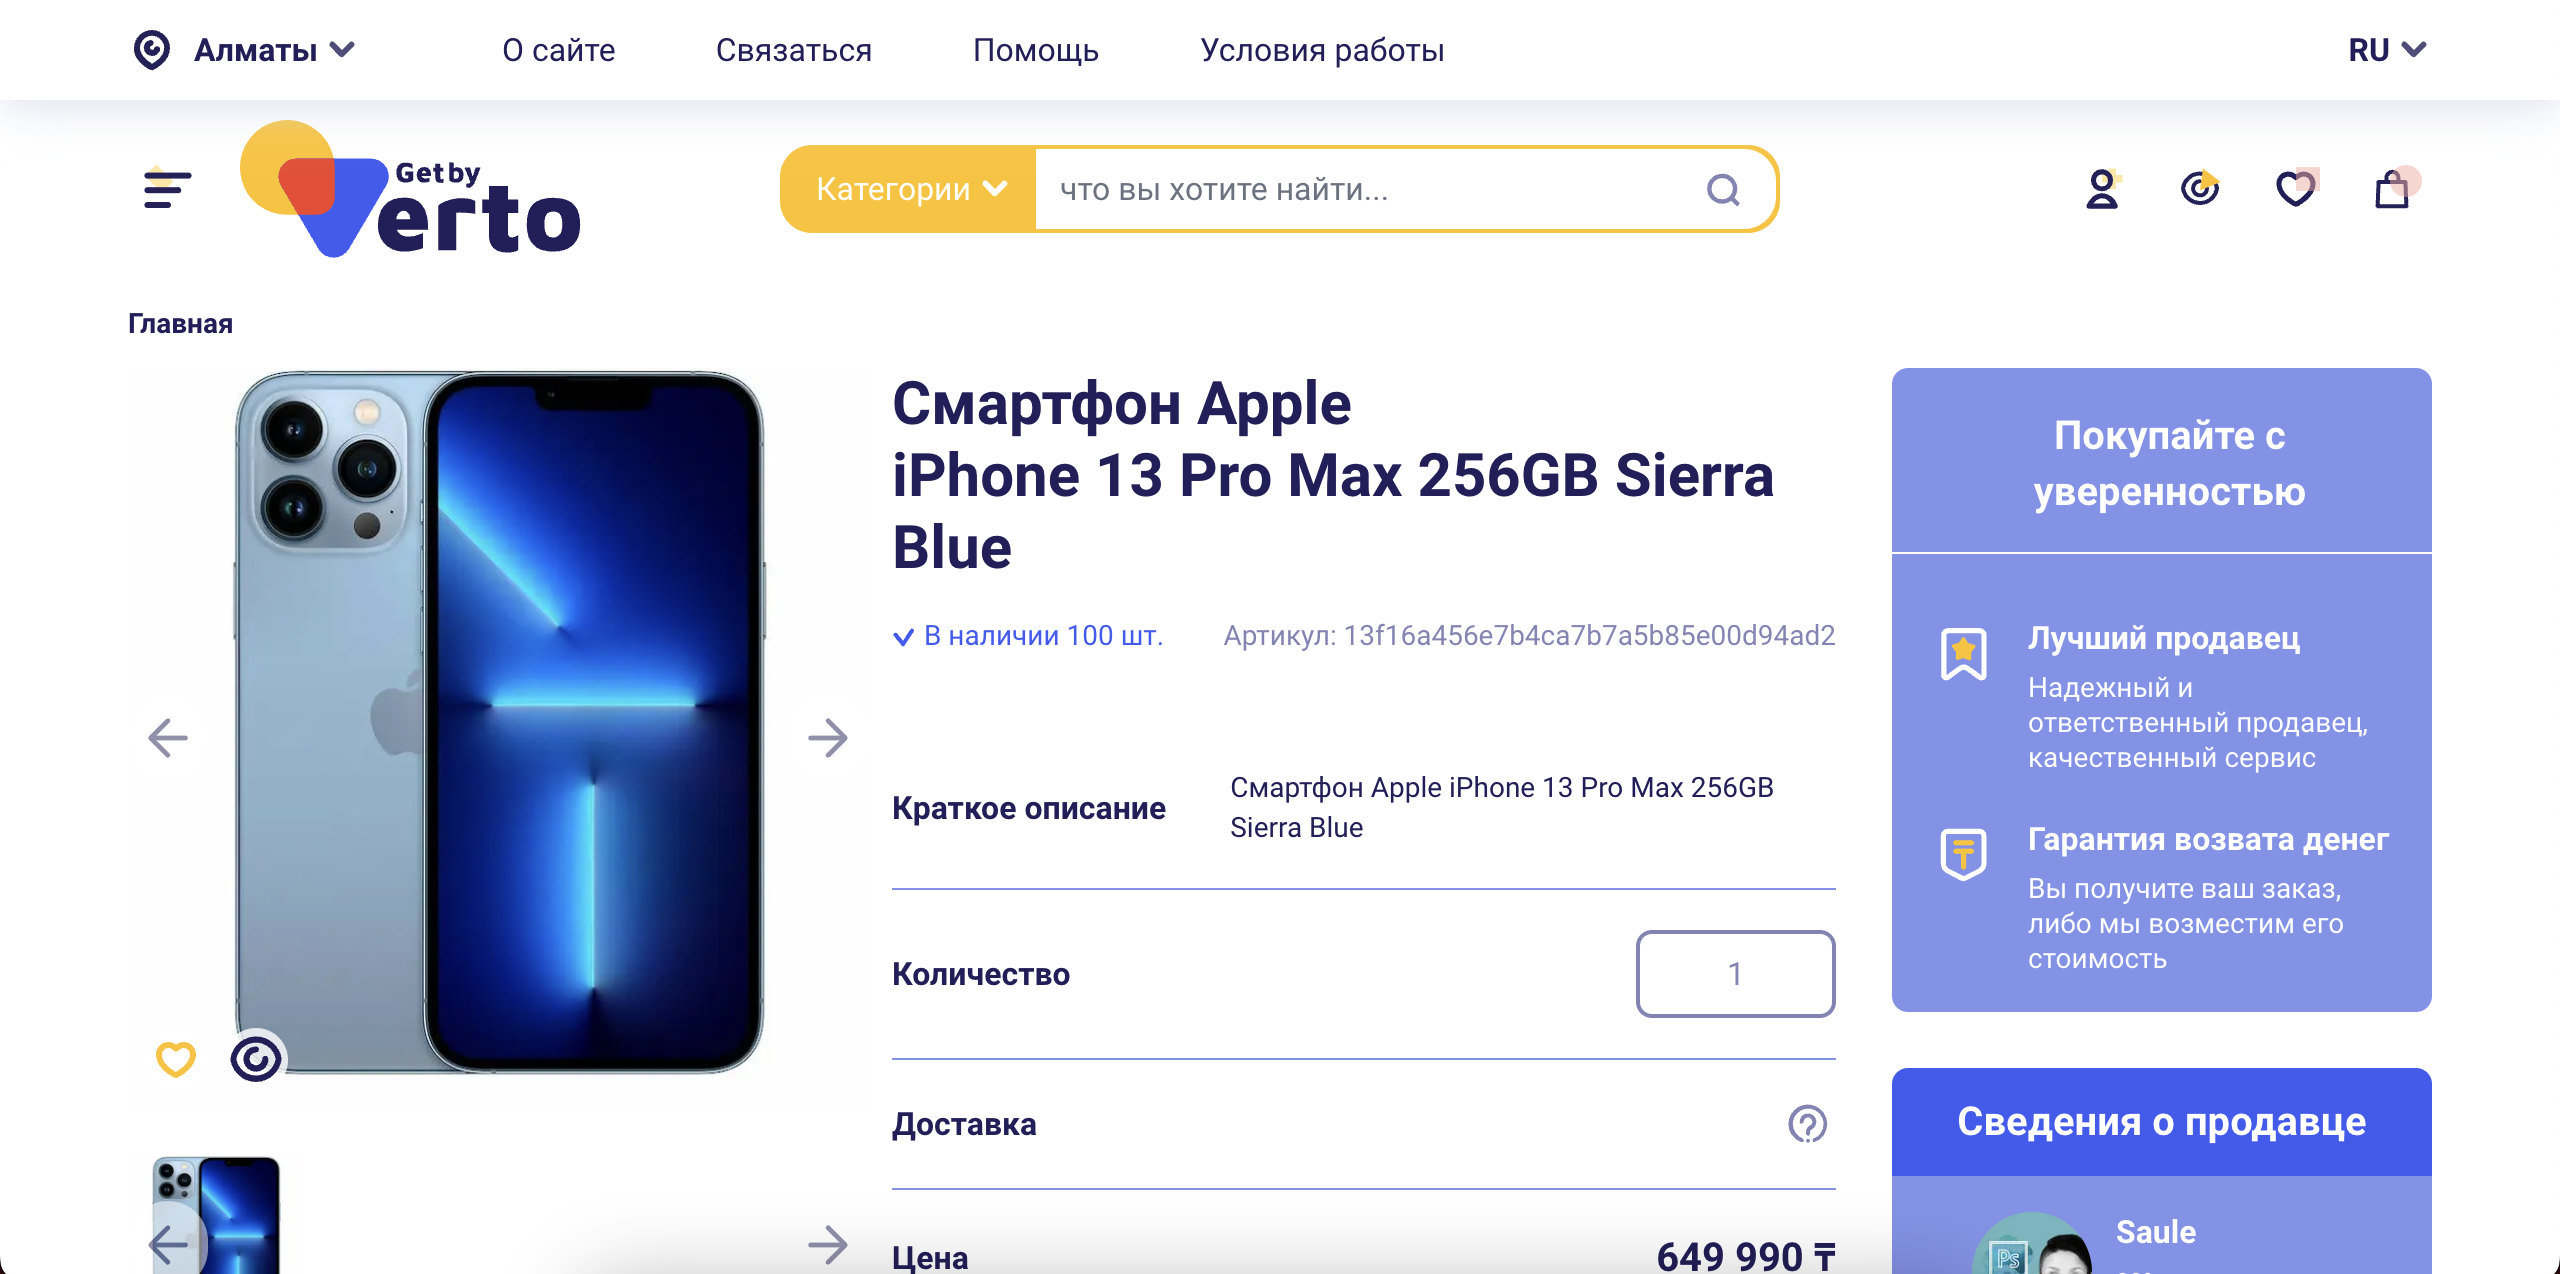 Алматы
О сайте
Связаться
Помощь
Условия работы
RU
Getby
erto
Категории
что вы хотите найти...
Главная
Смартфон Apple
iPhone 13 Pro Max 256GB Sierra
Blue
В наличии 100 шт.
Артикул: 13f16a456e7b4ca7b7a5b85e00d94ad2
Краткое описание
Смартфон Apple iPhone 13 Pro Max 256GB
Sierra Blue
Количество
1
Доставка
Цена
649 990 ₸
Покупайте с
уверенностью
Лучший продавец
Надежный и
ответственный продавец,
качественный сервис
Гарантия возвата денег
Вы получите ваш заказ,
либо мы возместим его
стоимость
Сведения о продавце
Saule
Ps